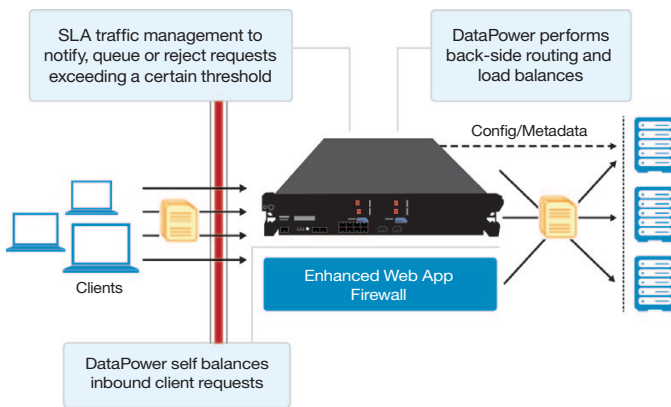 SLA traffic management to
notify, queue or reject requests
exceeding a certain threshold
DataPower performs
back-side routing and
load balances
Config/Metadata
Clients
Enhanced Web App
Firewall
DataPower self balances
inbound client requests